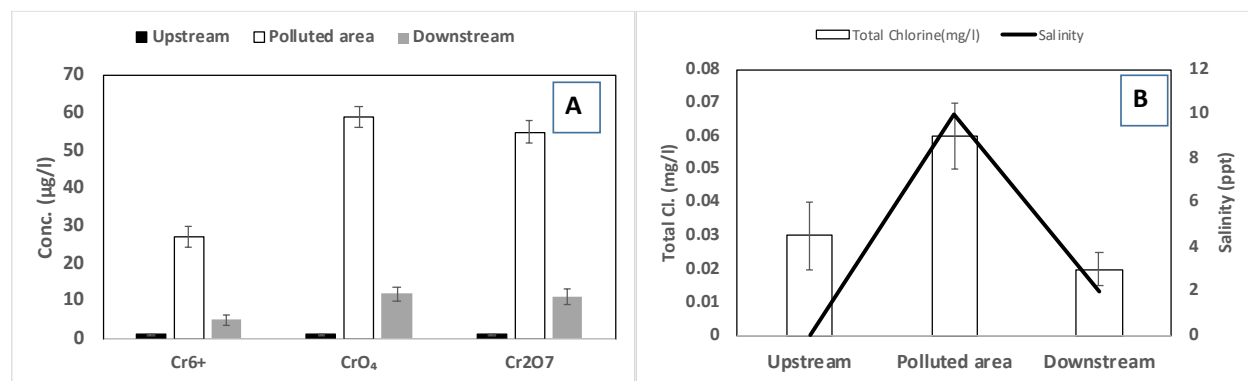 Upstream Polluted area Downstream
A
Conc. (µg/l)
70
60
50
40
30
20
10
0
Cr6+ CrO₄ Cr2O7
Total Chlorine(mg/l) Salinity
B
Total Cl. (mg/l)
0.08
0.07
0.06
0.05
0.04
0.03
0.02
0.01
0
12
10
8
6
4
2
0
Salinity (ppt)
Upstream Polluted area Downstream